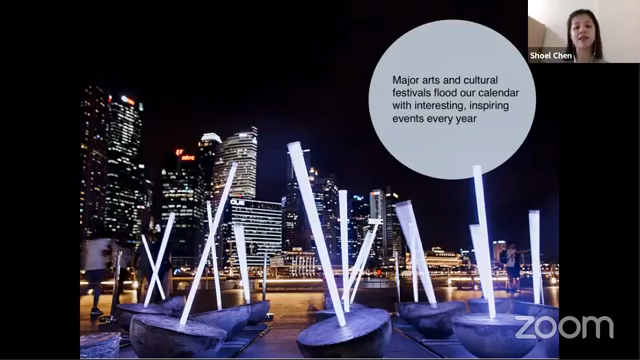 Shoel Chen
Major arts and cultural
festivals flood our calendar
with interesting, inspiring
events every year
zoom